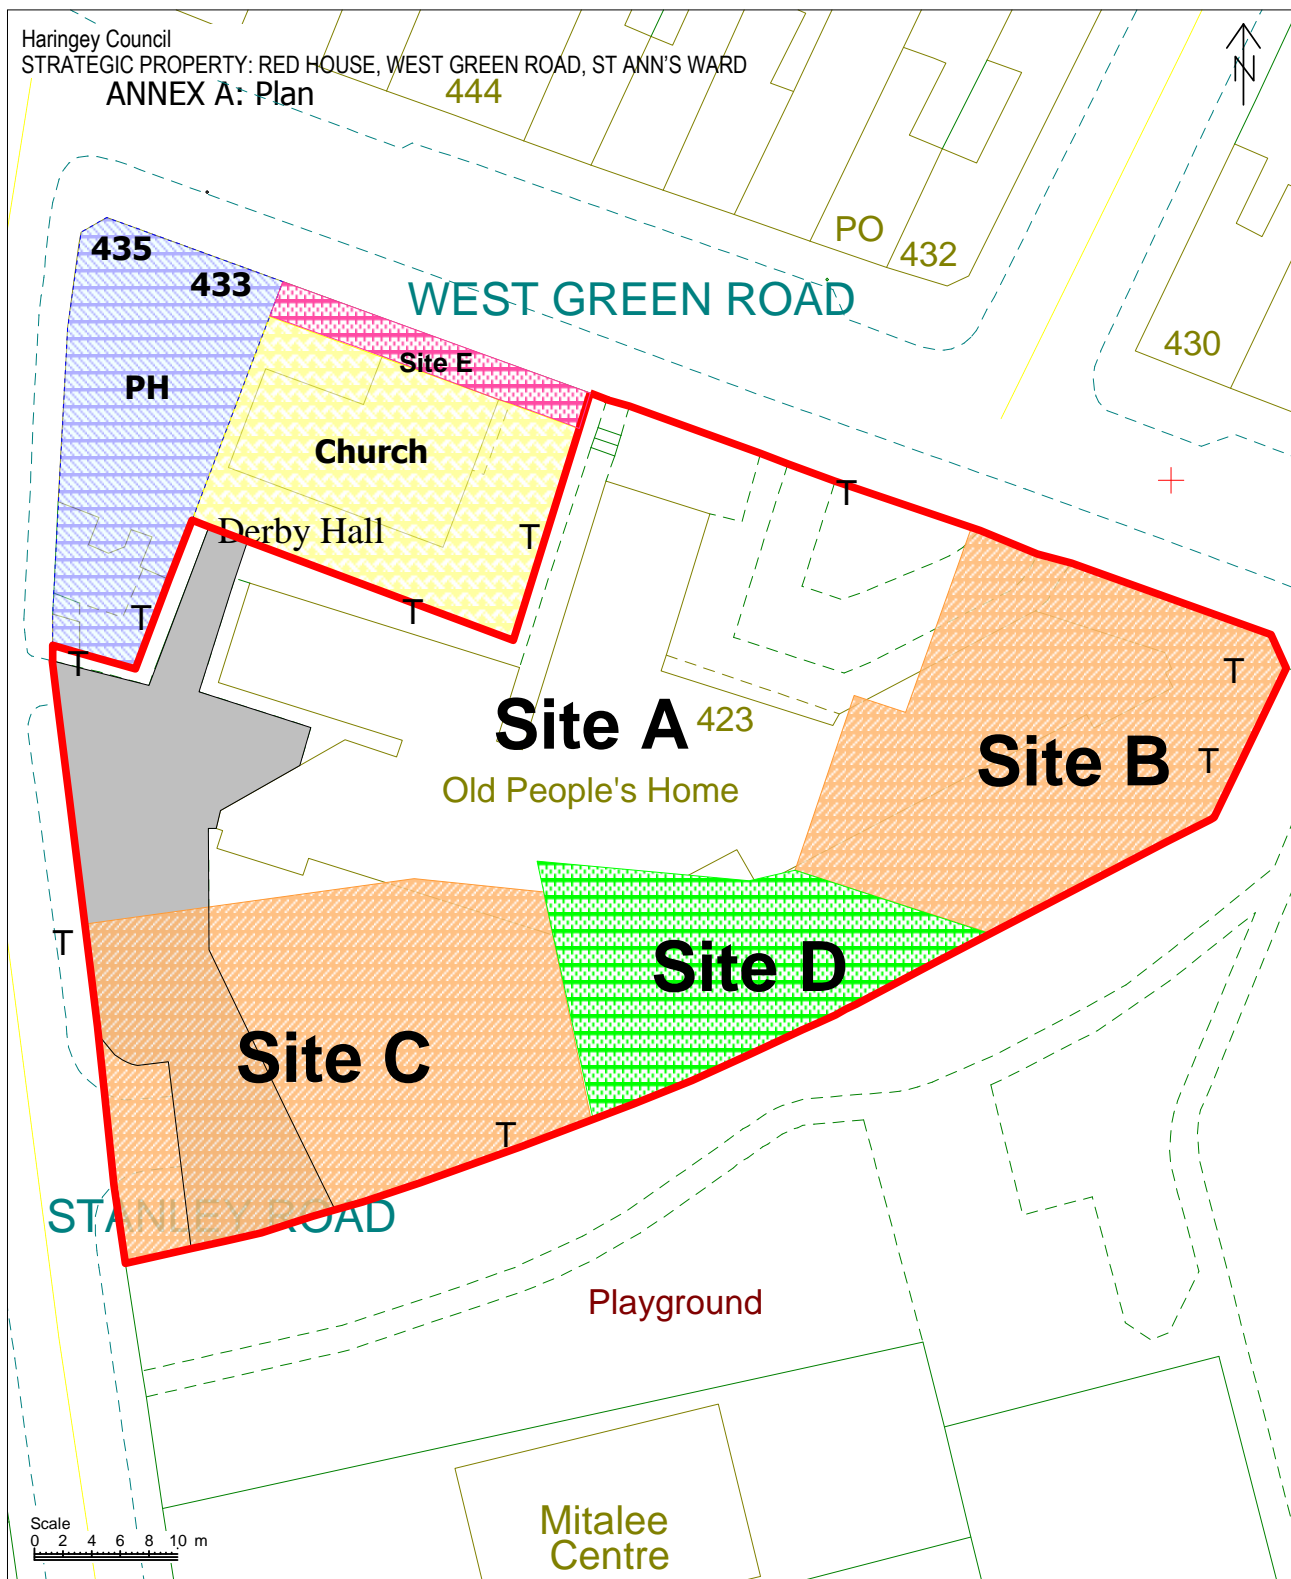 Haringey Council
STRATEGIC PROPERTY: RED HOUSE, WEST GREEN ROAD, ST ANN'S WARD
ANNEX A: Plan
N
444
PO
432
430
435
433
WEST GREEN ROAD
Site E
PH
Church
Derby Hall
T
T
T
T
T
T
T
Site A
423
Old People's Home
Site B
T
T
Site D
Site C
STANLEY ROAD
Playground
Mitalee
Centre
Scale
0 2 4 6 8 10 m